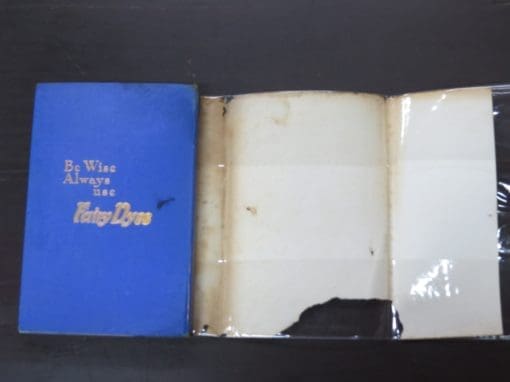 Be Wise
Always
use
Fairy Dyes